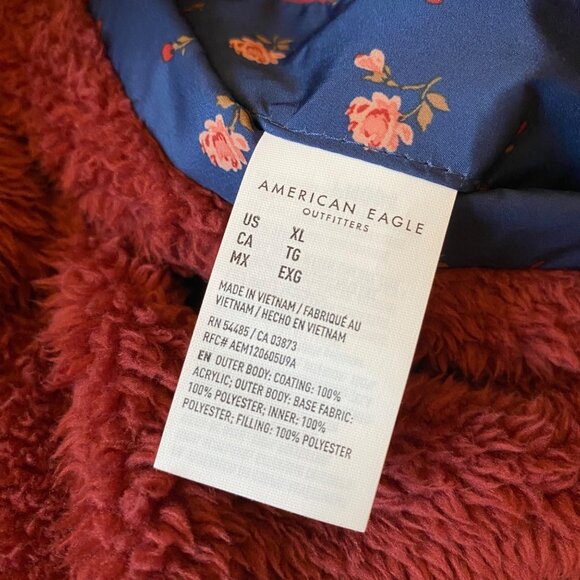 AMERICAN EAGLE
OUTFITTERS
US XL
CA TG
MX EXG
MADE IN VIETNAM / FABRIQUÉ AU
VIETNAM / HECHO EN VIETNAM
RN 54485 / CA 03873
RFC# AEM120605U9A
EN OUTER BODY: COATING: 100%
ACRYLIC; OUTER BODY: BASE FABRIC:
100% POLYESTER; INNER: 100%
POLYESTER; FILLING: 100% POLYESTER